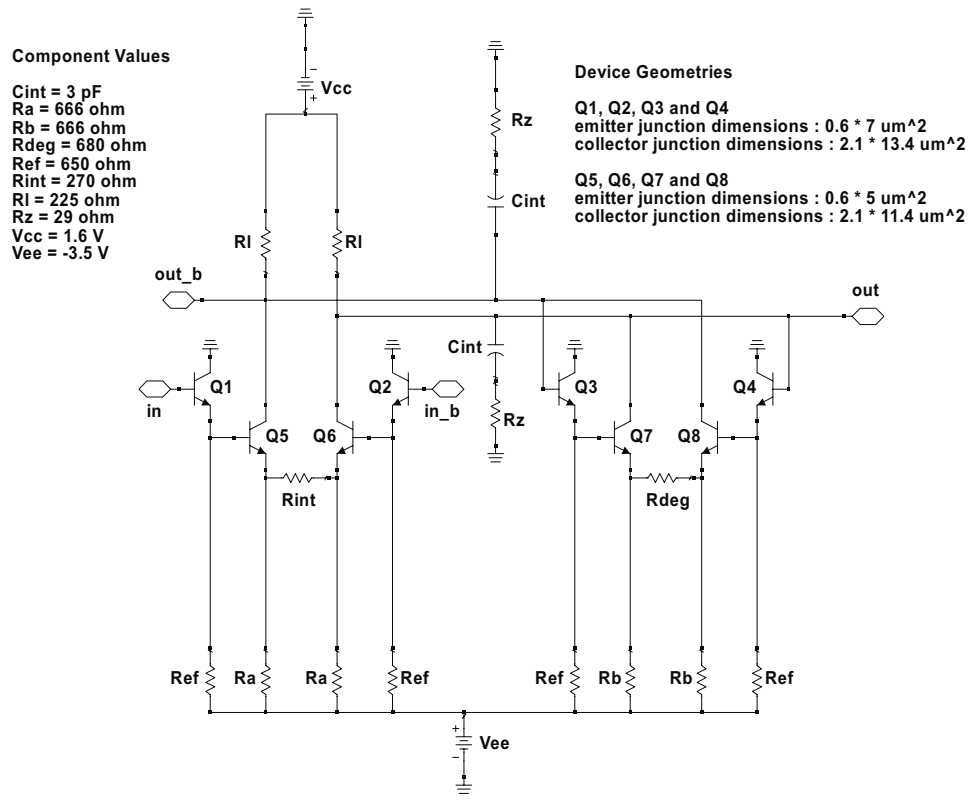 Component Values
Cint = 3 pF
Ra = 666 ohm
Rb = 666 ohm
Rdeg = 680 ohm
Ref = 650 ohm
Rint = 270 ohm
Rl = 225 ohm
Rz = 29 ohm
Vcc = 1.6 V
Vee = -3.5 V
Device Geometries
Q1, Q2, Q3 and Q4
emitter junction dimensions : 0.6 * 7 um^2
collector junction dimensions : 2.1 * 13.4 um^2
Q5, Q6, Q7 and Q8
emitter junction dimensions : 0.6 * 5 um^2
collector junction dimensions : 2.1 * 11.4 um^2
-
Vcc
+
Rz
Cint
Rl
Rl
out_b
out
Cint
Q1
Q2
Q3
Q4
in
in_b
Rz
Q5
Q6
Q7
Q8
Rint
Rdeg
Ref
Ra
Ra
Ref
Ref
Rb
Rb
Ref
+
Vee
-